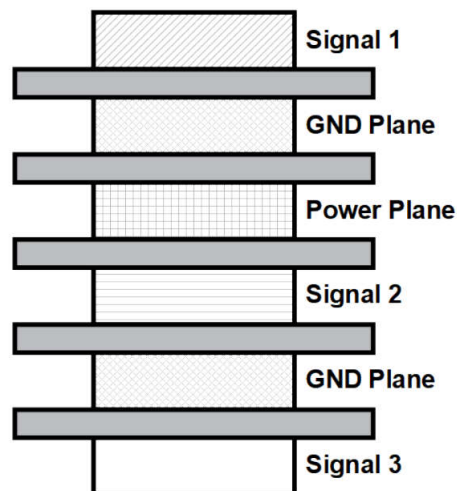 Signal 1
GND Plane
Power Plane
Signal 2
GND Plane
Signal 3